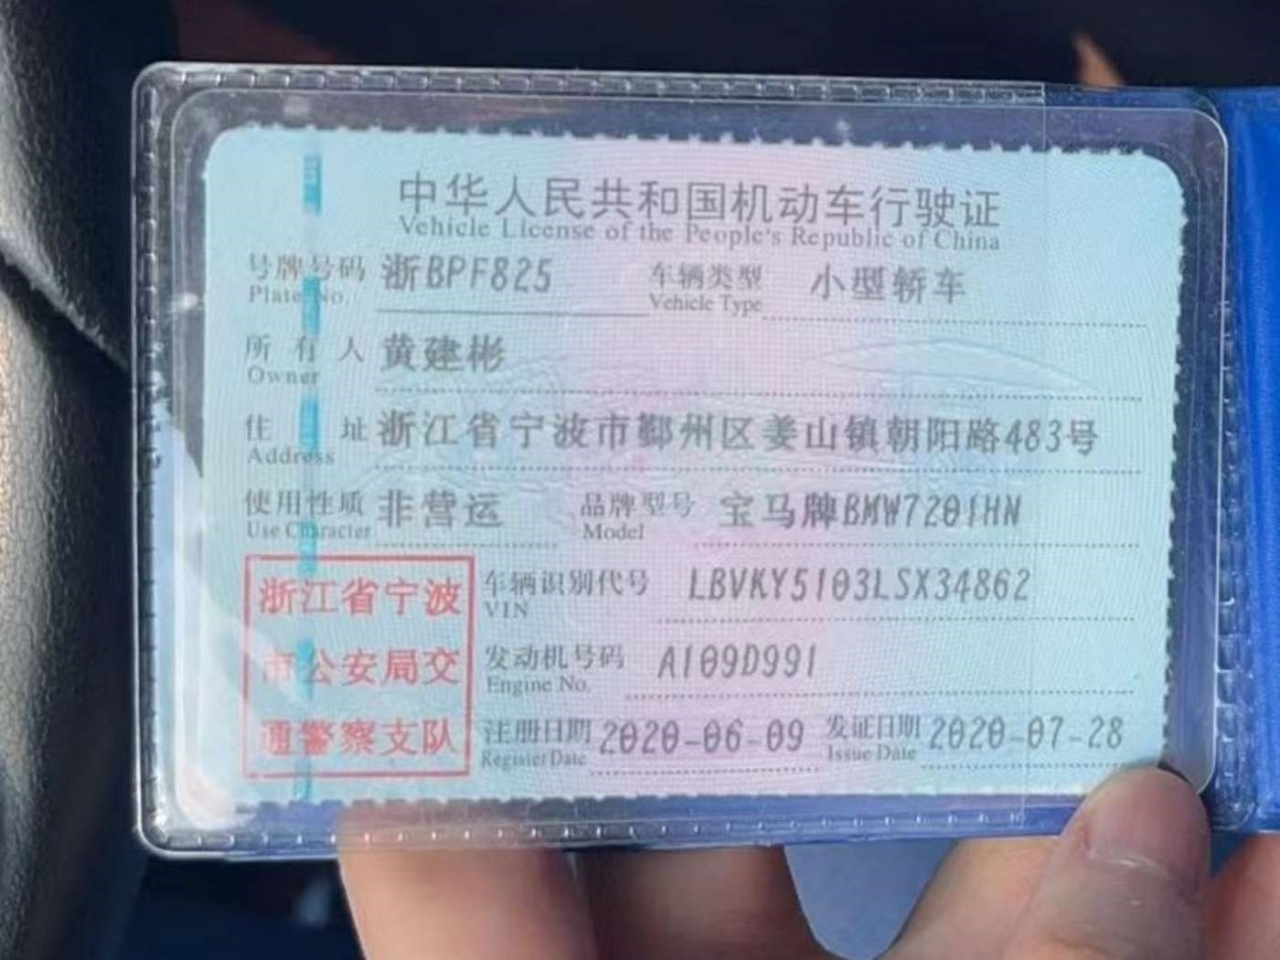 中华人民共和国机动车行驶证
Vehicle License of the People's Republic of China
号牌号码 浙BPF825 车辆类型 小型轿车
Plate No. Vehicle Type
所有人 黄建彬
Owner
住址 浙江省宁波市鄞州区姜山镇朝阳路483号
Address
使用性质 非营运 品牌型号 宝马牌BMW7201HN
Use Character Model
浙江省宁波
市公安局交
通警察支队
车辆识别代号 LBVKY5103LSX34862
VIN
发动机号码 A109D991
Engine No.
注册日期 2020-06-09 发证日期 2020-07-28
Register Date Issue Date